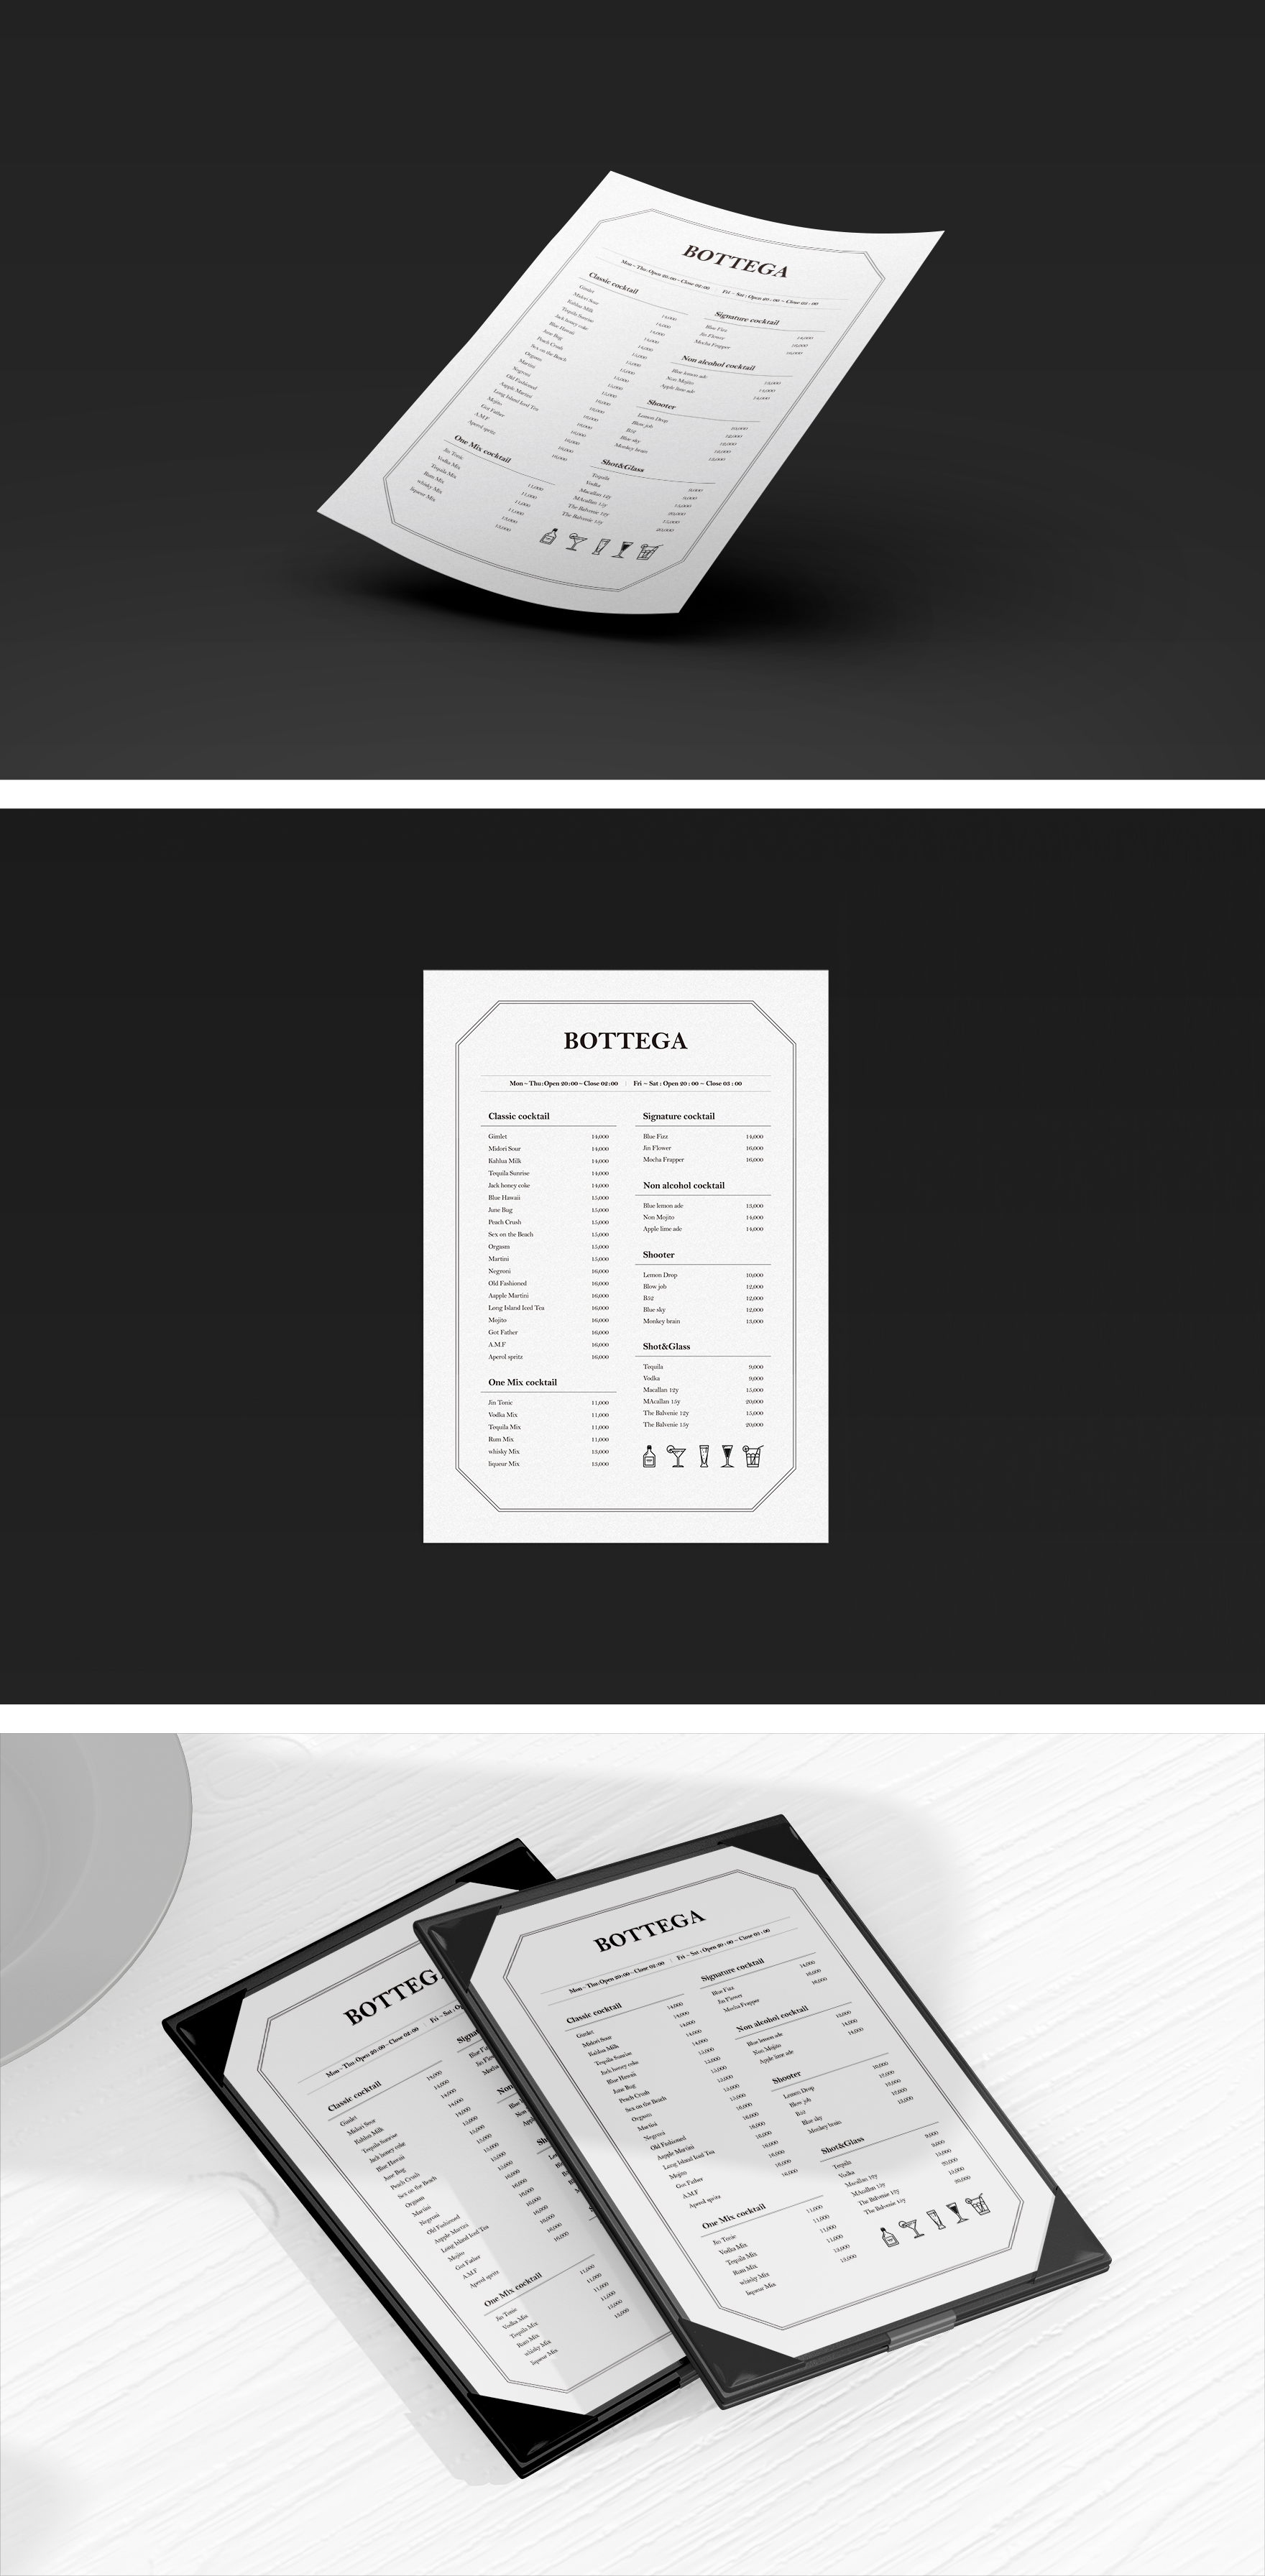 BOTTEGA
Mon ~ Thu : Open 20 : 00 ~ Close 02 : 00 | Fri ~ Sat : Open 20 : 00 ~ Close 03 : 00
Classic cocktail
Gimlet 14,000
Midori Sour 14,000
Kahlua Milk 14,000
Tequila Sunrise 14,000
Jack honey coke 14,000
Blue Hawaii 15,000
June Bug 15,000
Peach Crush 15,000
Sex on the Beach 15,000
Orgasm 15,000
Martini 15,000
Negroni 16,000
Old Fashioned 16,000
Aapple Martini 16,000
Long Island Iced Tea 16,000
Mojito 16,000
Got Father 16,000
A.M.F 16,000
Aperol spritz 16,000
One Mix cocktail
Jin Tonic 11,000
Vodka Mix 11,000
Tequila Mix 11,000
Rum Mix 11,000
whisky Mix 13,000
liqueur Mix 13,000
Signature cocktail
Blue Fizz 14,000
Jin Flower 16,000
Mocha Frapper 16,000
Non alcohol cocktail
Blue lemon ade 13,000
Non Mojito 14,000
Apple lime ade 14,000
Shooter
Lemon Drop 10,000
Blow job 12,000
B52 12,000
Blue sky 12,000
Monkey brain 13,000
Shot&Glass
Tequila 9,000
Vodka 9,000
Macallan 12y 15,000
MAcallan 15y 20,000
The Balvenie 12y 15,000
The Balvenie 15y 20,000